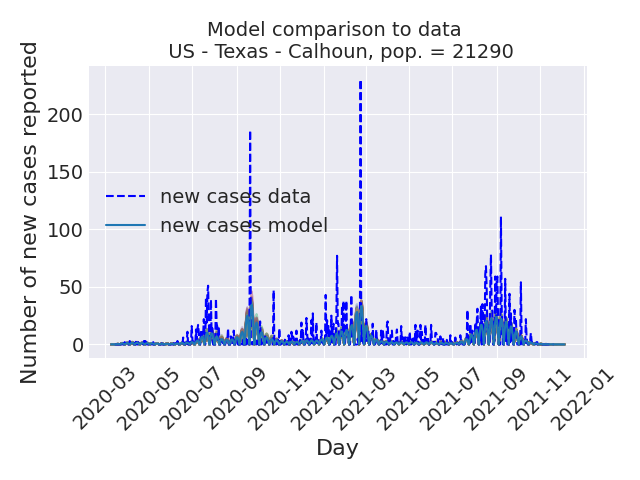 Model comparison to data
US - Texas - Calhoun, pop. = 21290
Number of new cases reported
200
150
100
50
0
new cases data
new cases model
2020-03
2020-05
2020-07
2020-09
2020-11
2021-01
2021-03
2021-05
2021-07
2021-09
2021-11
2022-01
Day